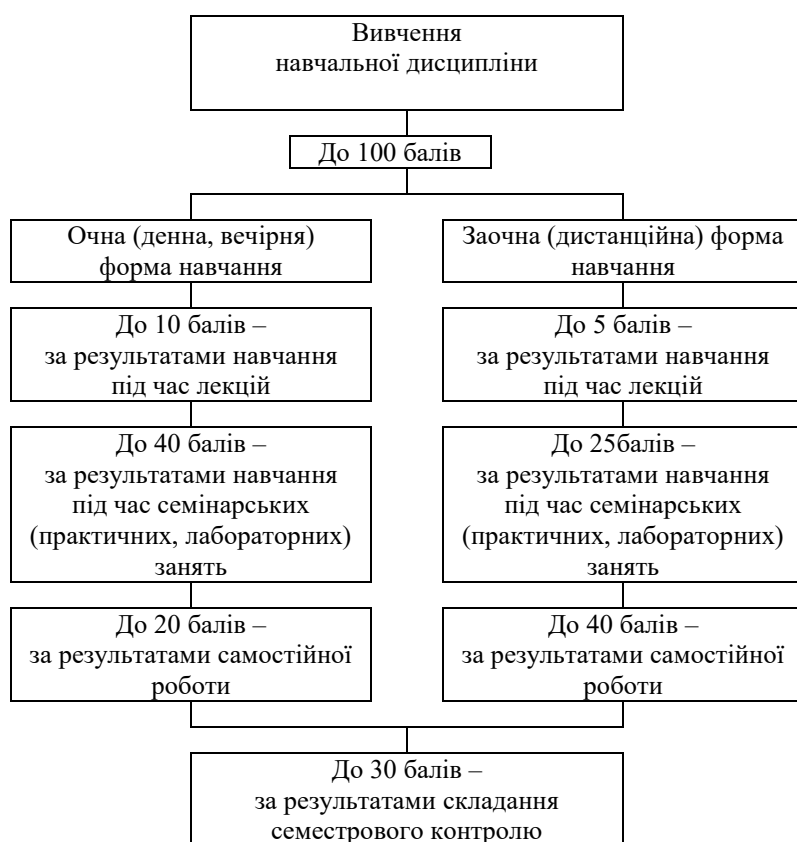 Вивчення
навчальної дисципліни
До 100 балів
Очна (денна, вечірня)
форма навчання
До 10 балів –
за результатами навчання
під час лекцій
До 40 балів –
за результатами навчання
під час семінарських
(практичних, лабораторних)
занять
До 20 балів –
за результатами самостійної
роботи
Заочна (дистанційна) форма
навчання
До 5 балів –
за результатами навчання
під час лекцій
До 25балів –
за результатами навчання
під час семінарських
(практичних, лабораторних)
занять
До 40 балів –
за результатами самостійної
роботи
До 30 балів –
за результатами складання
семестрового контролю